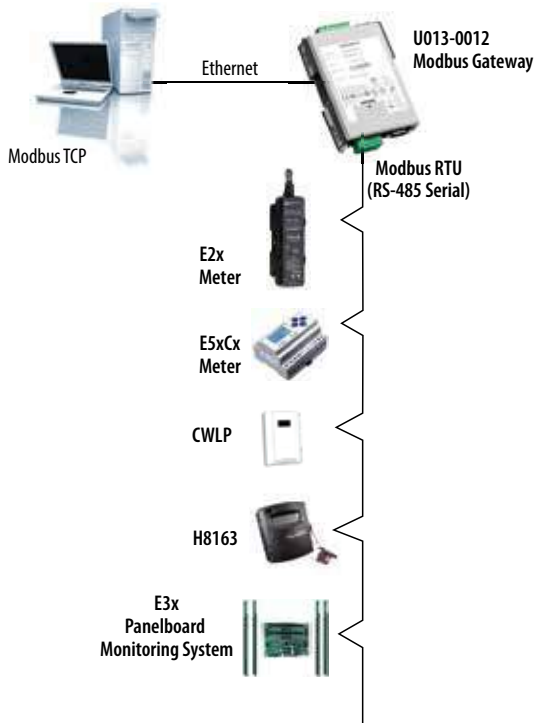 Ethernet
U013-0012
Modbus Gateway
Modbus TCP
Modbus RTU
(RS-485 Serial)
E2x
Meter
E5xCx
Meter
CWLP
H8163
E3x
Panelboard
Monitoring System